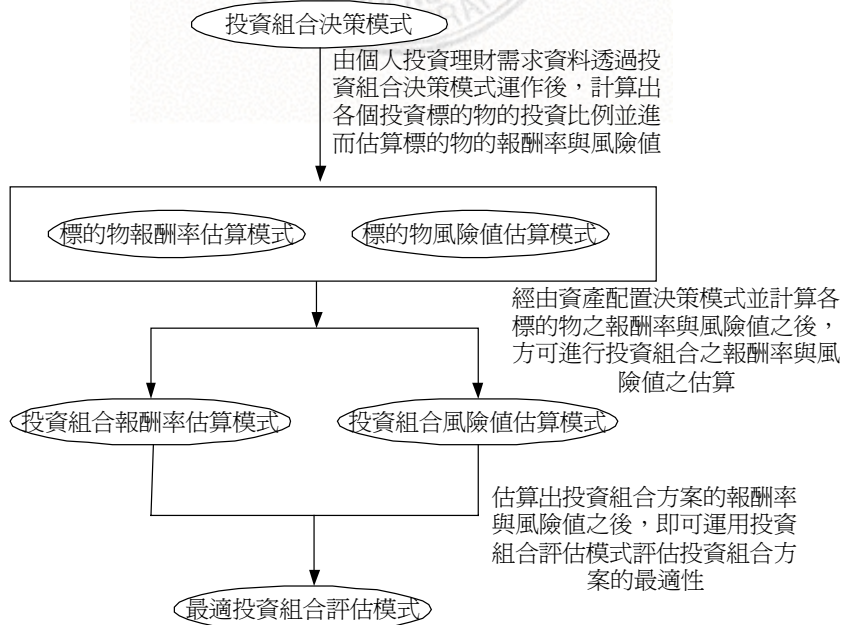 投資組合決策模式
由個人投資理財需求資料透過投
資組合決策模式運作後，計算出
各個投資標的物的投資比例並進
而估算標的物的報酬率與風險值
標的物報酬率估算模式
標的物風險值估算模式
經由資產配置決策模式並計算各
標的物之報酬率與風險值之後，
方可進行投資組合之報酬率與風
險值之估算
投資組合報酬率估算模式
投資組合風險值估算模式
估算出投資組合方案的報酬率
與風險值之後，即可運用投資
組合評估模式評估投資組合方
案的最適性
最適投資組合評估模式